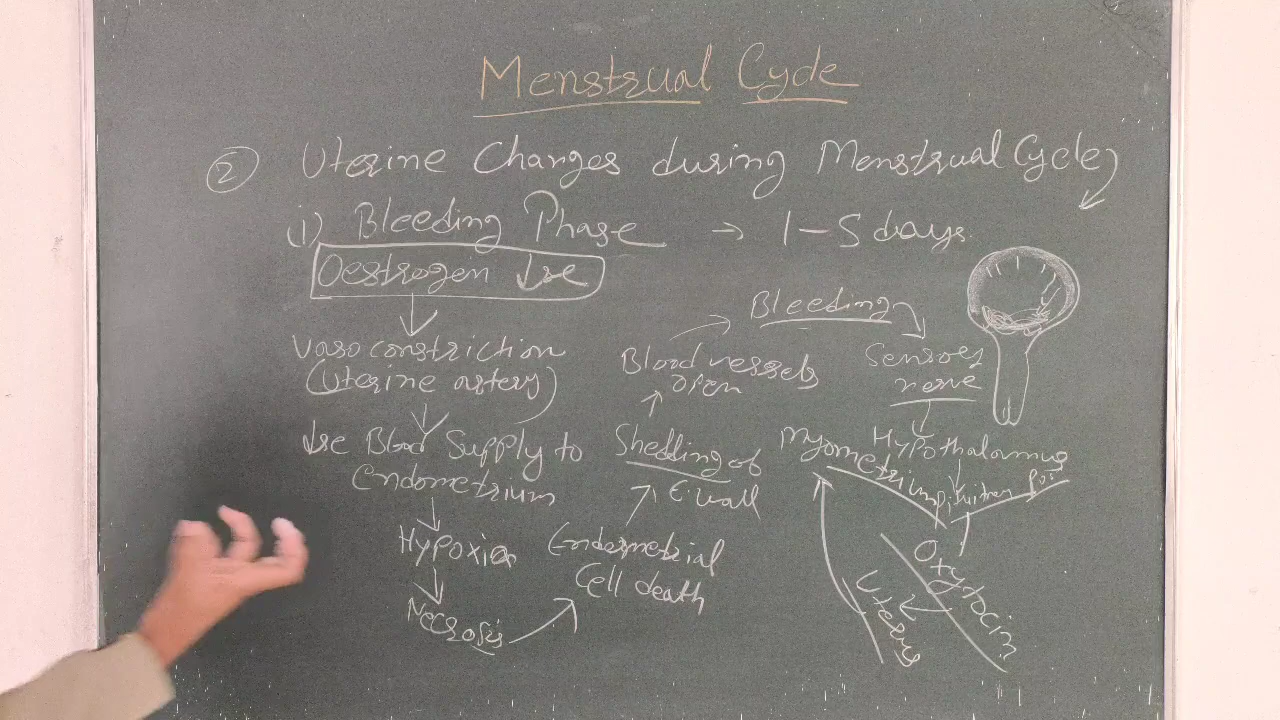 Menstrual Cycle
② Uterine Changes during Menstrual Cycle
(i) Bleeding Phase → 1-5 days
Oestrogen ↓se
Vasoconstriction
(Uterine artery)
↓se Blood Supply to
Endometrium
Hypoxia
Necrosis
Endometrial
Cell death
Shedding of
E. wall
Blood vessels
open
Bleeding
Sensory
nerve
Hypothalamus
Pituitary Pos
Oxytocin
Uterus
Myometrium